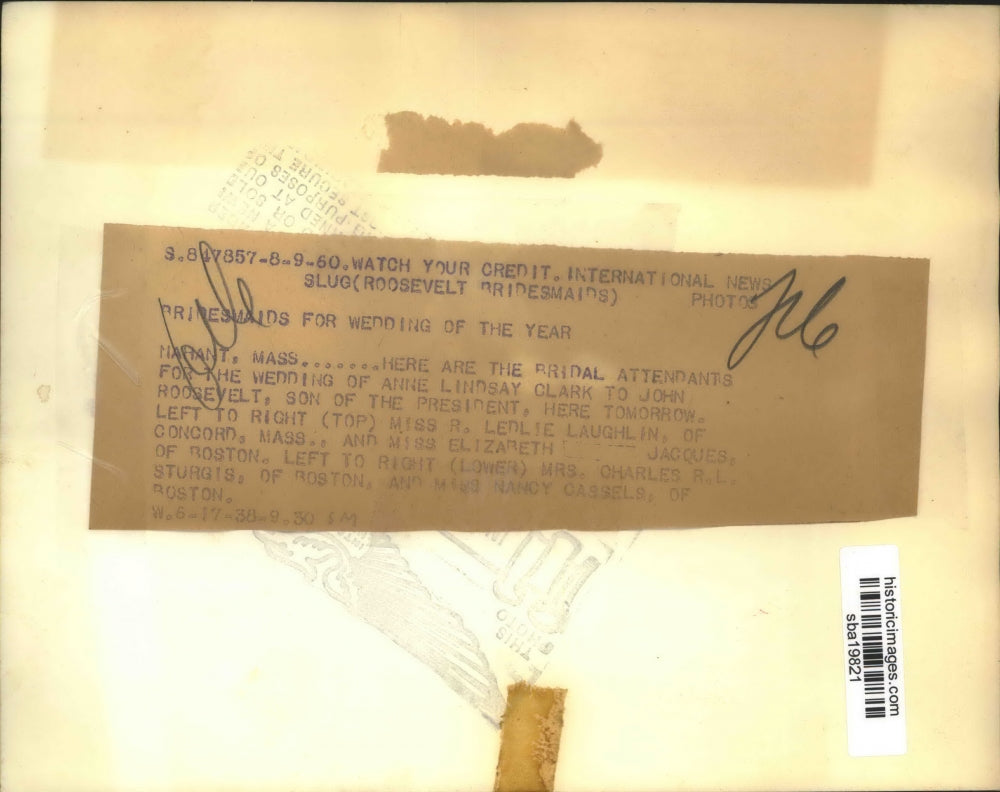 S.847857-8-9-60.WATCH YOUR CREDIT.INTERNATIONAL NEWS
SLUG(ROOSEVELT BRIDESMAIDS) PHOTOS
BRIDESMAIDS FOR WEDDING OF THE YEAR
NAHANT, MASS.......HERE ARE THE BRIDAL ATTENDANTS
FOR THE WEDDING OF ANNE LINDSAY CLARK TO JOHN
ROOSEVELT, SON OF THE PRESIDENT, HERE TOMORROW.
LEFT TO RIGHT (TOP) MISS R. LEDLIE LAUGHLIN, OF
CONCORD, MASS., AND MISS ELIZABETH JACQUES,
OF BOSTON. LEFT TO RIGHT (LOWER) MRS. CHARLES R.L.
STURGIS, OF BOSTON, AND MISS NANCY CASSELS, OF
BOSTON.
W.6-17-38-9.30 SM
THIS
PHOTO
historicimages.com
sba19821